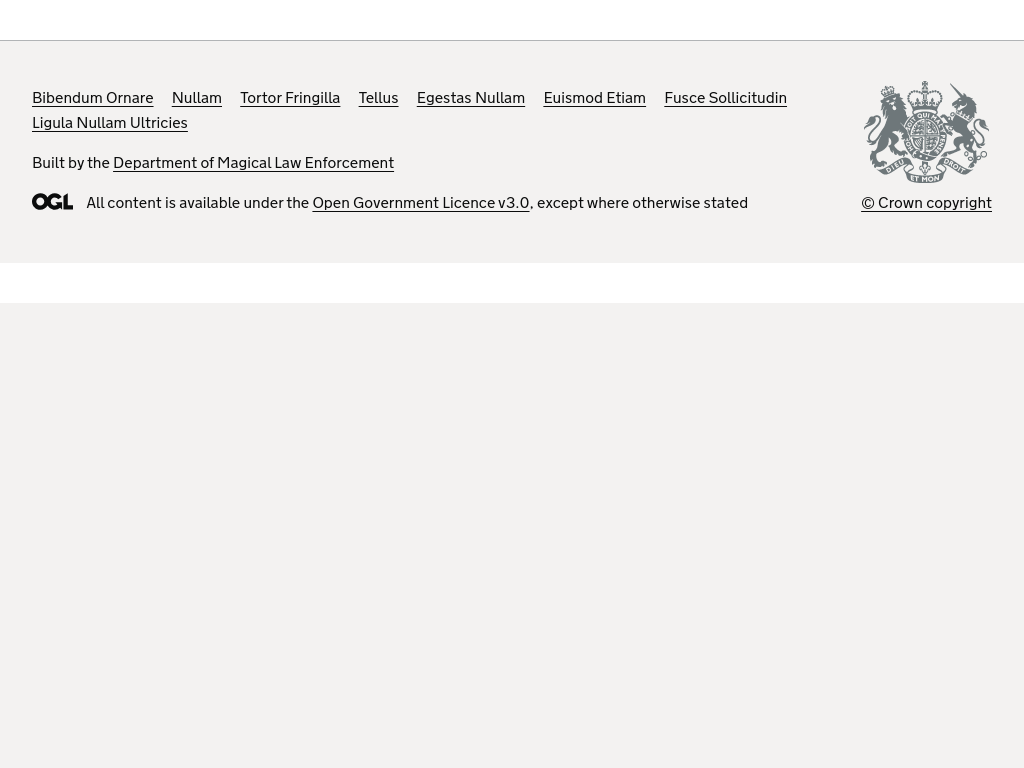 Bibendum Ornare Nullam Tortor Fringilla Tellus Egestas Nullam Euismod Etiam Fusce Sollicitudin
Ligula Nullam Ultricies
Built by the Department of Magical Law Enforcement
OGL All content is available under the Open Government Licence v3.0, except where otherwise stated
DIEU ET MON DROIT
© Crown copyright